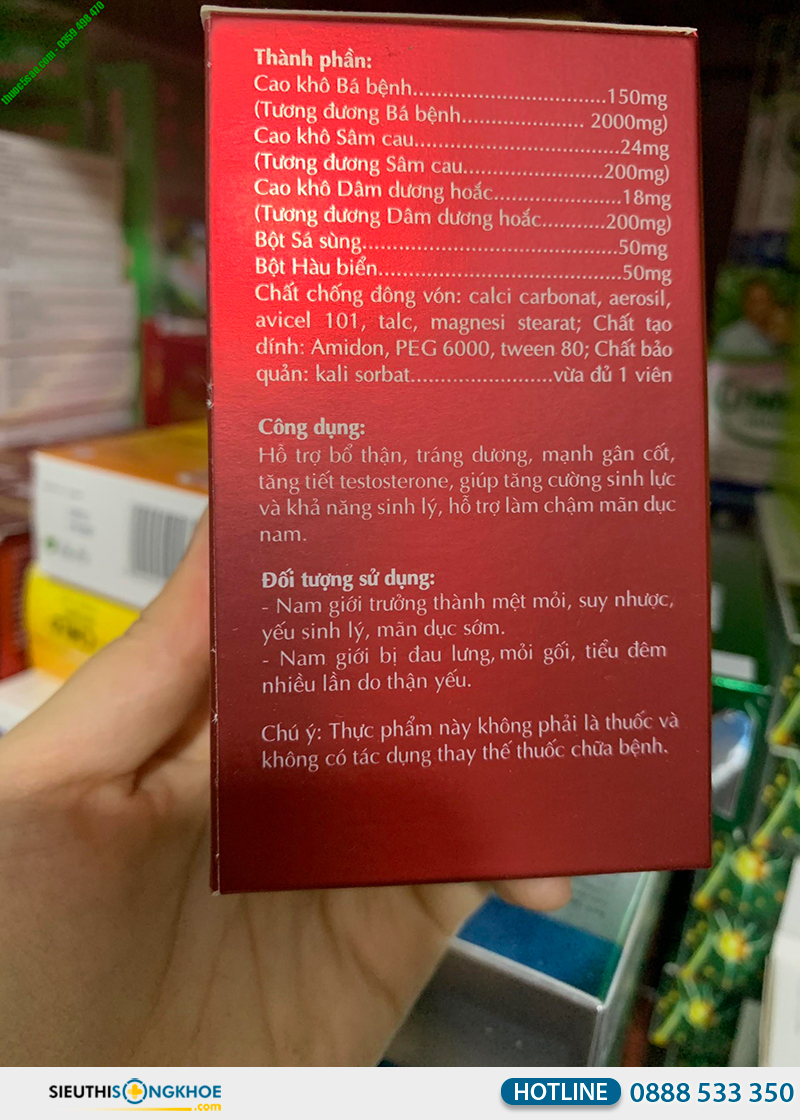 thuoc5sao.com - 0359 498 470
Thành phần:
Cao khô Bá bệnh................................150mg
(Tương đương Bá bệnh.................... 2000mg)
Cao khô Sâm cau..................................24mg
(Tương đương Sâm cau.......................200mg)
Cao khô Dâm dương hoắc.....................18mg
(Tương đương Dâm dương hoắc...........200mg)
Bột Sá sùng...........................................50mg
Bột Hàu biển.........................................50mg
Chất chống đông vón: calci carbonat, aerosil,
avicel 101, talc, magnesi stearat; Chất tạo
dính: Amidon, PEG 6000, tween 80; Chất bảo
quản: kali sorbat........................vừa đủ 1 viên
Công dụng:
Hỗ trợ bổ thận, tráng dương, mạnh gân cốt,
tăng tiết testosterone, giúp tăng cường sinh lực
và khả năng sinh lý, hỗ trợ làm chậm mãn dục
nam.
Đối tượng sử dụng:
- Nam giới trưởng thành mệt mỏi, suy nhược,
yếu sinh lý, mãn dục sớm.
- Nam giới bị đau lưng, mỏi gối, tiểu đêm
nhiều lần do thận yếu.
Chú ý: Thực phẩm này không phải là thuốc và
không có tác dụng thay thế thuốc chữa bệnh.
SIEUTHISONGKHOE
.com
HOTLINE 0888 533 350